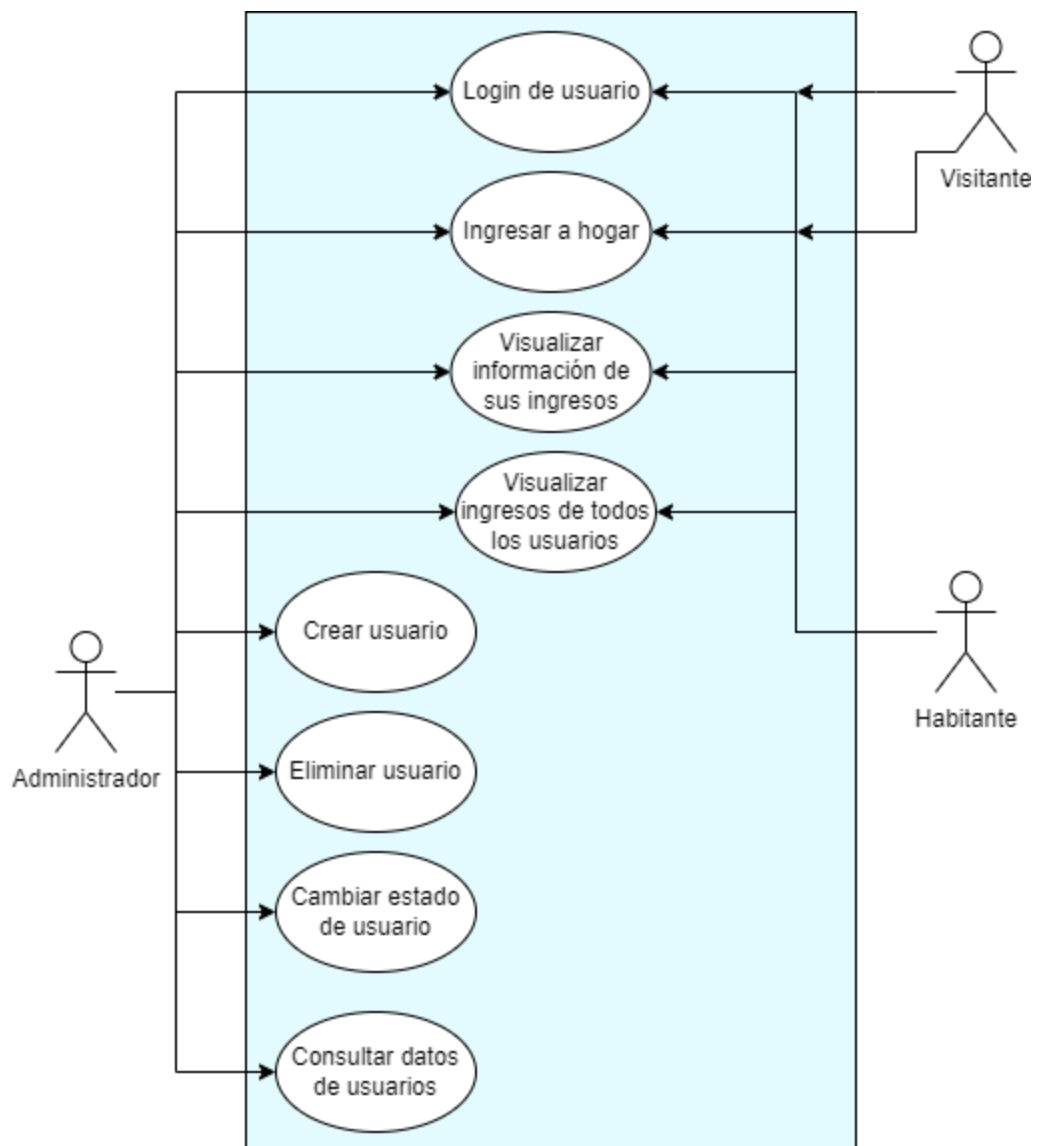 Login de usuario
Visitante
Ingresar a hogar
Visualizar
información de
sus ingresos
Visualizar
ingresos de todos
los usuarios
Crear usuario
Habitante
Administrador
Eliminar usuario
Cambiar estado
de usuario
Consultar datos
de usuarios